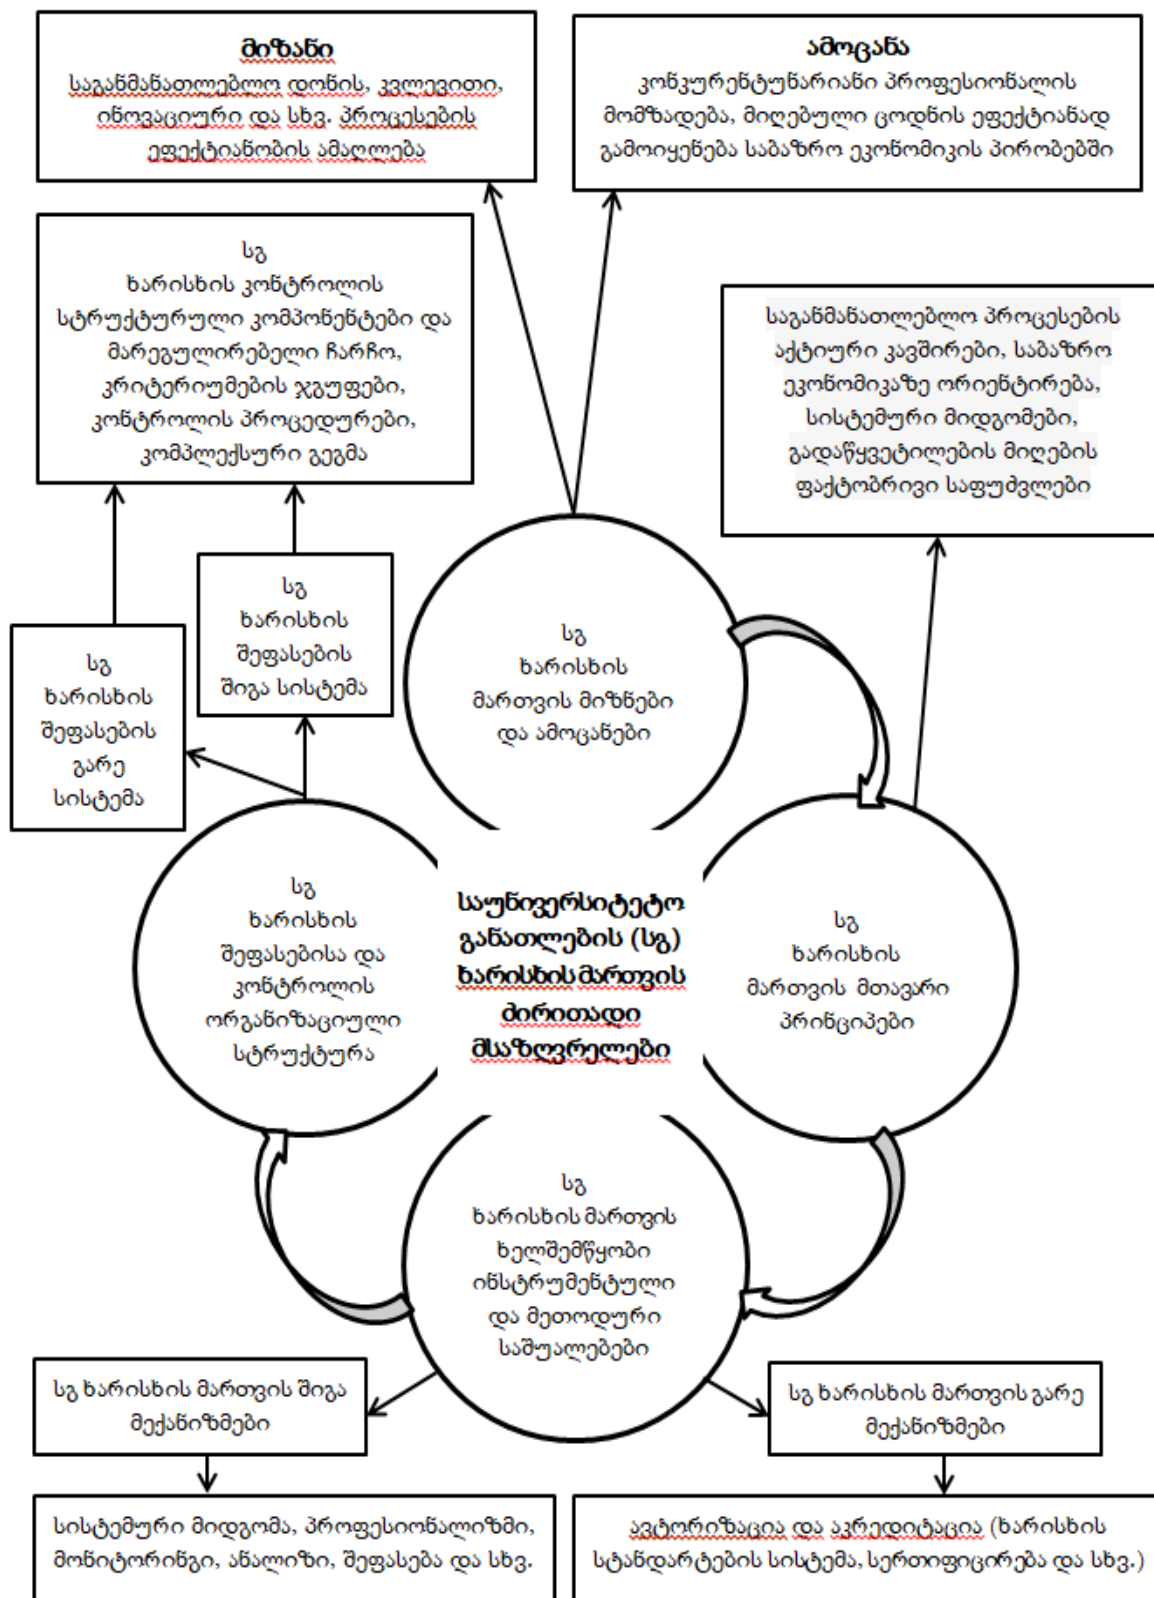 მიზანი
საგანმანათლებლო დონის, კვლევითი,
ინოვაციური და სხვ. პროცესების
ეფექტიანობის ამაღლება
ამოცანა
კონკურენტუნარიანი პროფესიონალის
მომზადება, მიღებული ცოდნის ეფექტიანად
გამოიყენება საბაზრო ეკონომიკის პირობებში
სგ
ხარისხის კონტროლის
სტრუქტურული კომპონენტები და
მარეგულირებელი ჩარჩო,
კრიტერიუმების ჯგუფები,
კონტროლის პროცედურები,
კომპლექსური გეგმა
საგანმანათლებლო პროცესების
აქტიური კავშირები, საბაზრო
ეკონომიკაზე ორიენტირება,
სისტემური მიდგომები,
გადაწყვეტილების მიღების
ფაქტობრივი საფუძვლები
სგ
ხარისხის
შეფასების
შიგა სისტემა
სგ
ხარისხის
შეფასების
გარე
სისტემა
სგ
ხარისხის
მართვის მიზნები
და ამოცანები
სგ
ხარისხის
შეფასებისა და
კონტროლის
ორგანიზაციული
სტრუქტურა
საუნივერსიტეტო
განათლების (სგ)
ხარისხის მართვის
ძირითადი
მსაზღვრელები
სგ
ხარისხის
მართვის მთავარი
პრინციპები
სგ
ხარისხის მართვის
ხელშემწყობი
ინსტრუმენტული
და მეთოდური
საშუალებები
სგ ხარისხის მართვის შიგა
მექანიზმები
სგ ხარისხის მართვის გარე
მექანიზმები
სისტემური მიდგომა, პროფესიონალიზმი,
მონიტორინგი, ანალიზი, შეფასება და სხვ.
ავტორიზაცია და აკრედიტაცია (ხარისხის
სტანდარტების სისტემა, სერთიფიცირება და სხვ.)